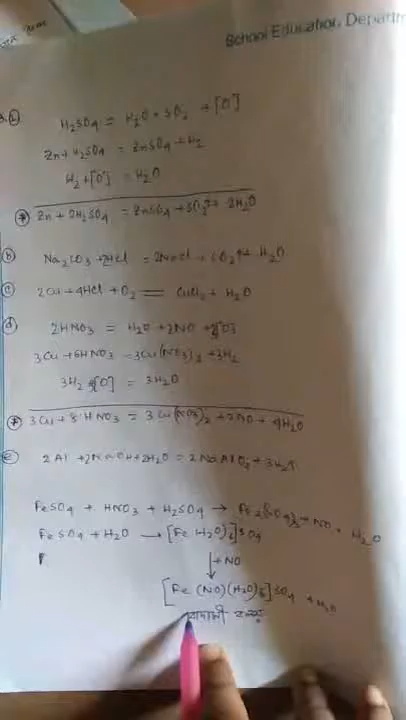 School Education Departm
3.a
H₂SO₄ = H₂O + SO₂ + [O]
Zn + H₂SO₄ = ZnSO₄ + H₂
H₂ + [O] = H₂O
* Zn + 2H₂SO₄ = ZnSO₄ + SO₂↑ + 2H₂O
b Na₂CO₃ + 2HCl = 2NaCl + CO₂↑ + H₂O
c 2Cu + 4HCl + O₂ = CuCl₂ + H₂O
d 2HNO₃ = H₂O + 2NO + 3[O]
3Cu + 6HNO₃ = 3Cu(NO₃)₂ + 3H₂
3H₂ + 3[O] = 3H₂O
* 3Cu + 8HNO₃ = 3Cu(NO₃)₂ + 2NO + 4H₂O
e 2Al + 2NaOH + 2H₂O = 2NaAlO₂ + 3H₂↑
FeSO₄ + HNO₃ + H₂SO₄ → Fe₂(SO₄)₃ + NO + H₂O
FeSO₄ + H₂O → [Fe(H₂O)₆]SO₄
↓ + NO
[Fe(NO)(H₂O)₅]SO₄ + H₂O
বাদামী বলয়